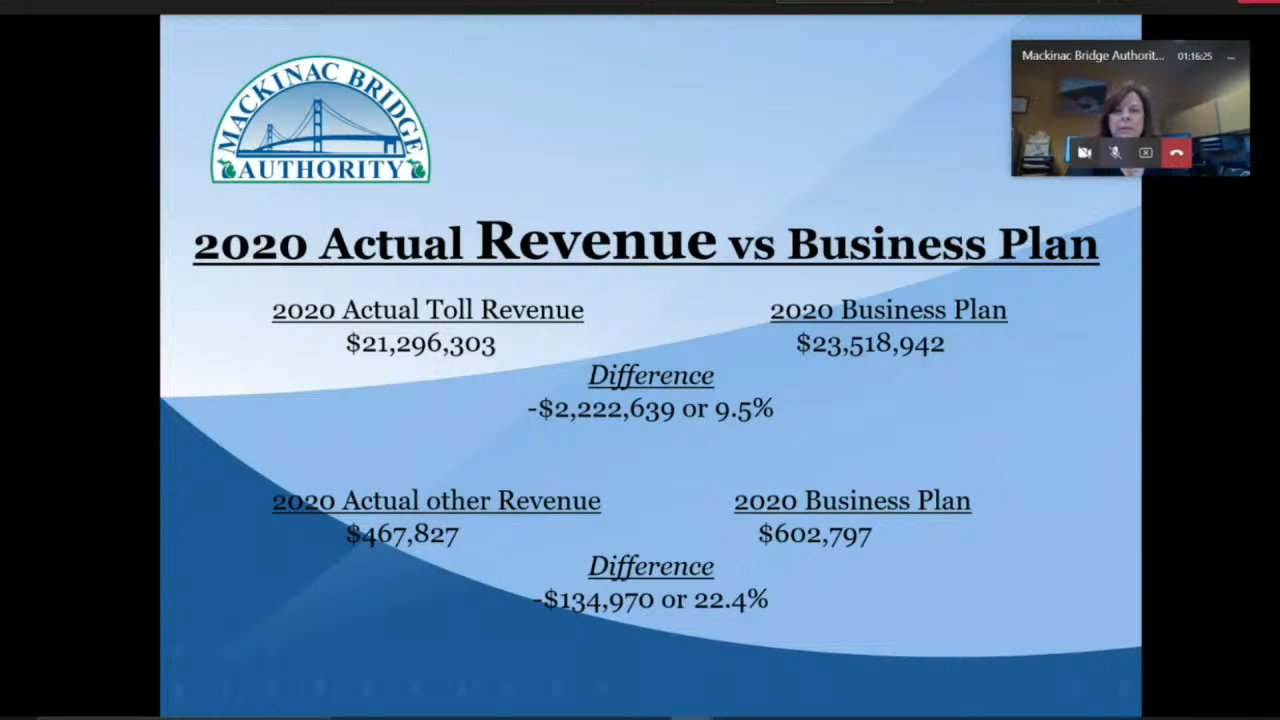 MACKINAC BRIDGE
AUTHORITY
Mackinac Bridge Authorit... 01:16:25
2020 Actual Revenue vs Business Plan
2020 Actual Toll Revenue 2020 Business Plan
$21,296,303 $23,518,942
Difference
-$2,222,639 or 9.5%
2020 Actual other Revenue 2020 Business Plan
$467,827 $602,797
Difference
-$134,970 or 22.4%